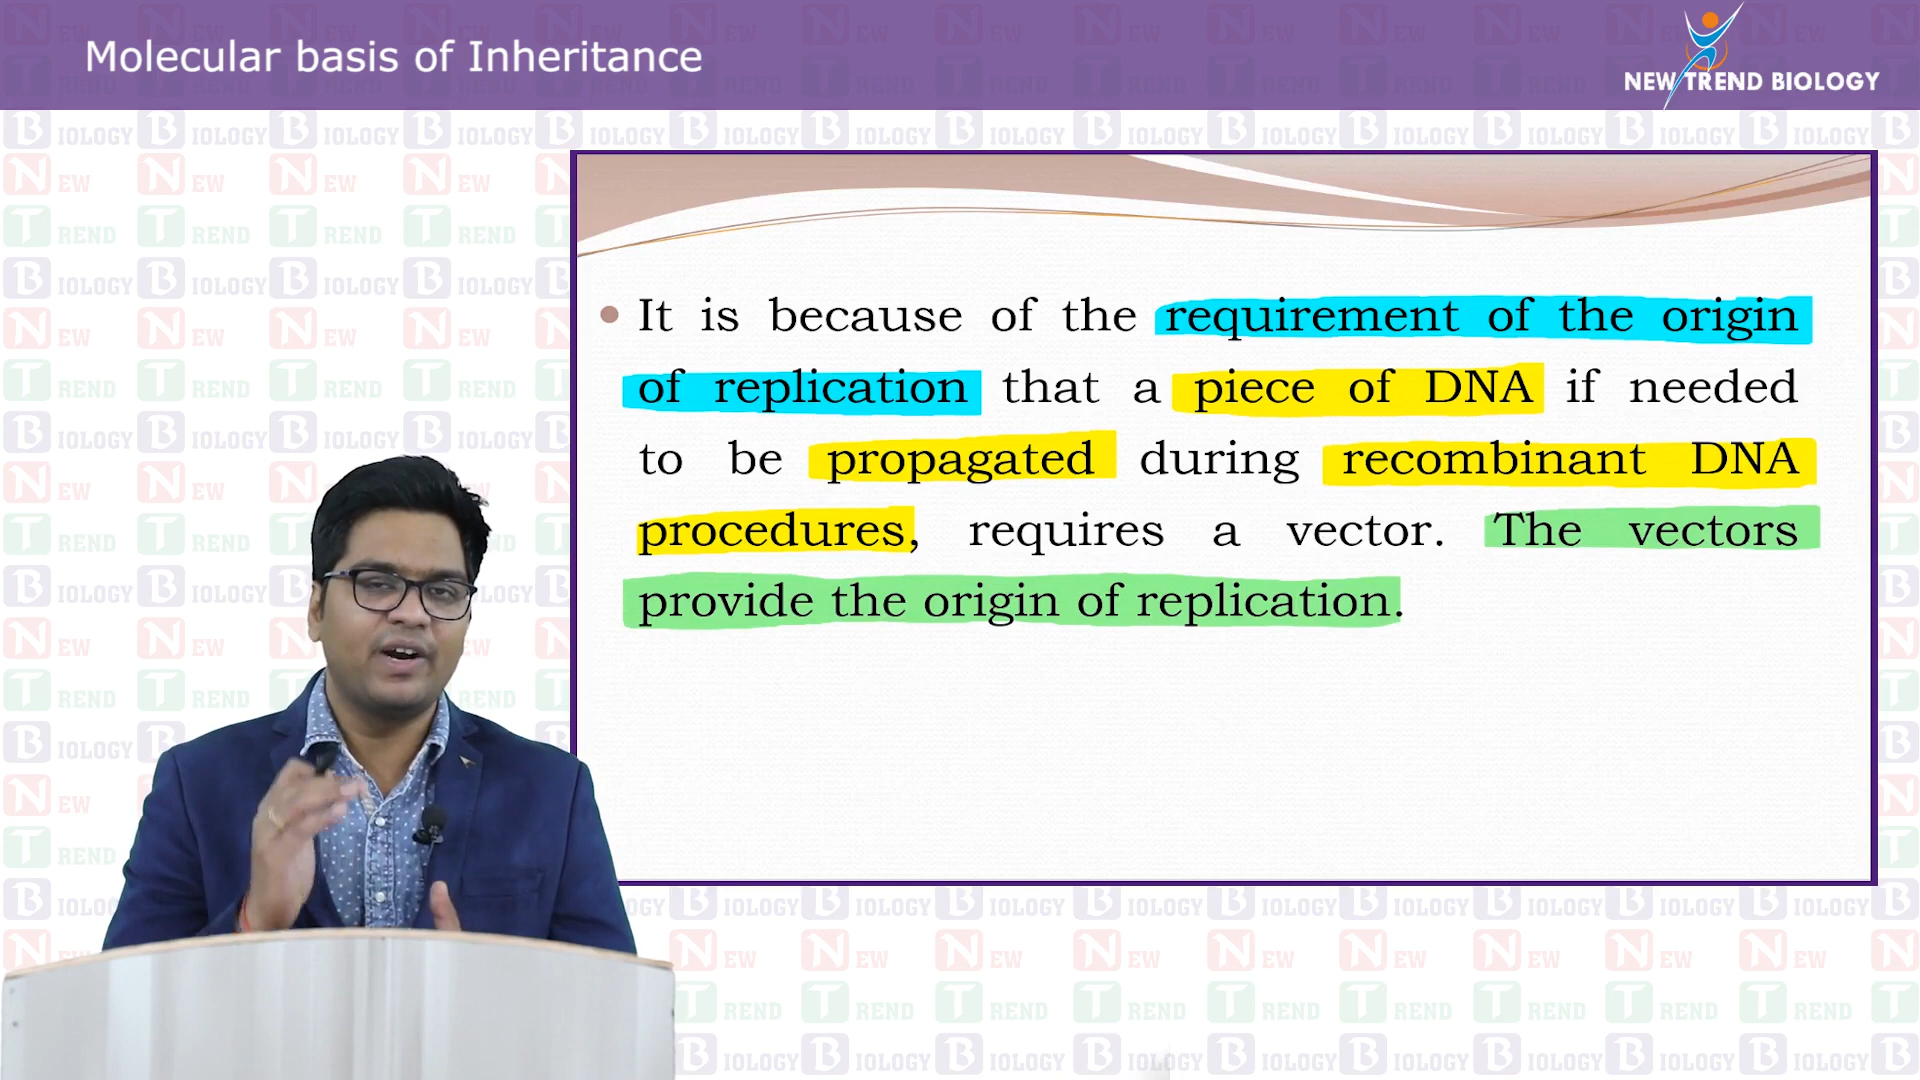 Molecular basis of Inheritance
NEW TREND BIOLOGY
It is because of the requirement of the origin
of replication that a piece of DNA if needed
to be propagated during recombinant DNA
procedures, requires a vector. The vectors
provide the origin of replication.